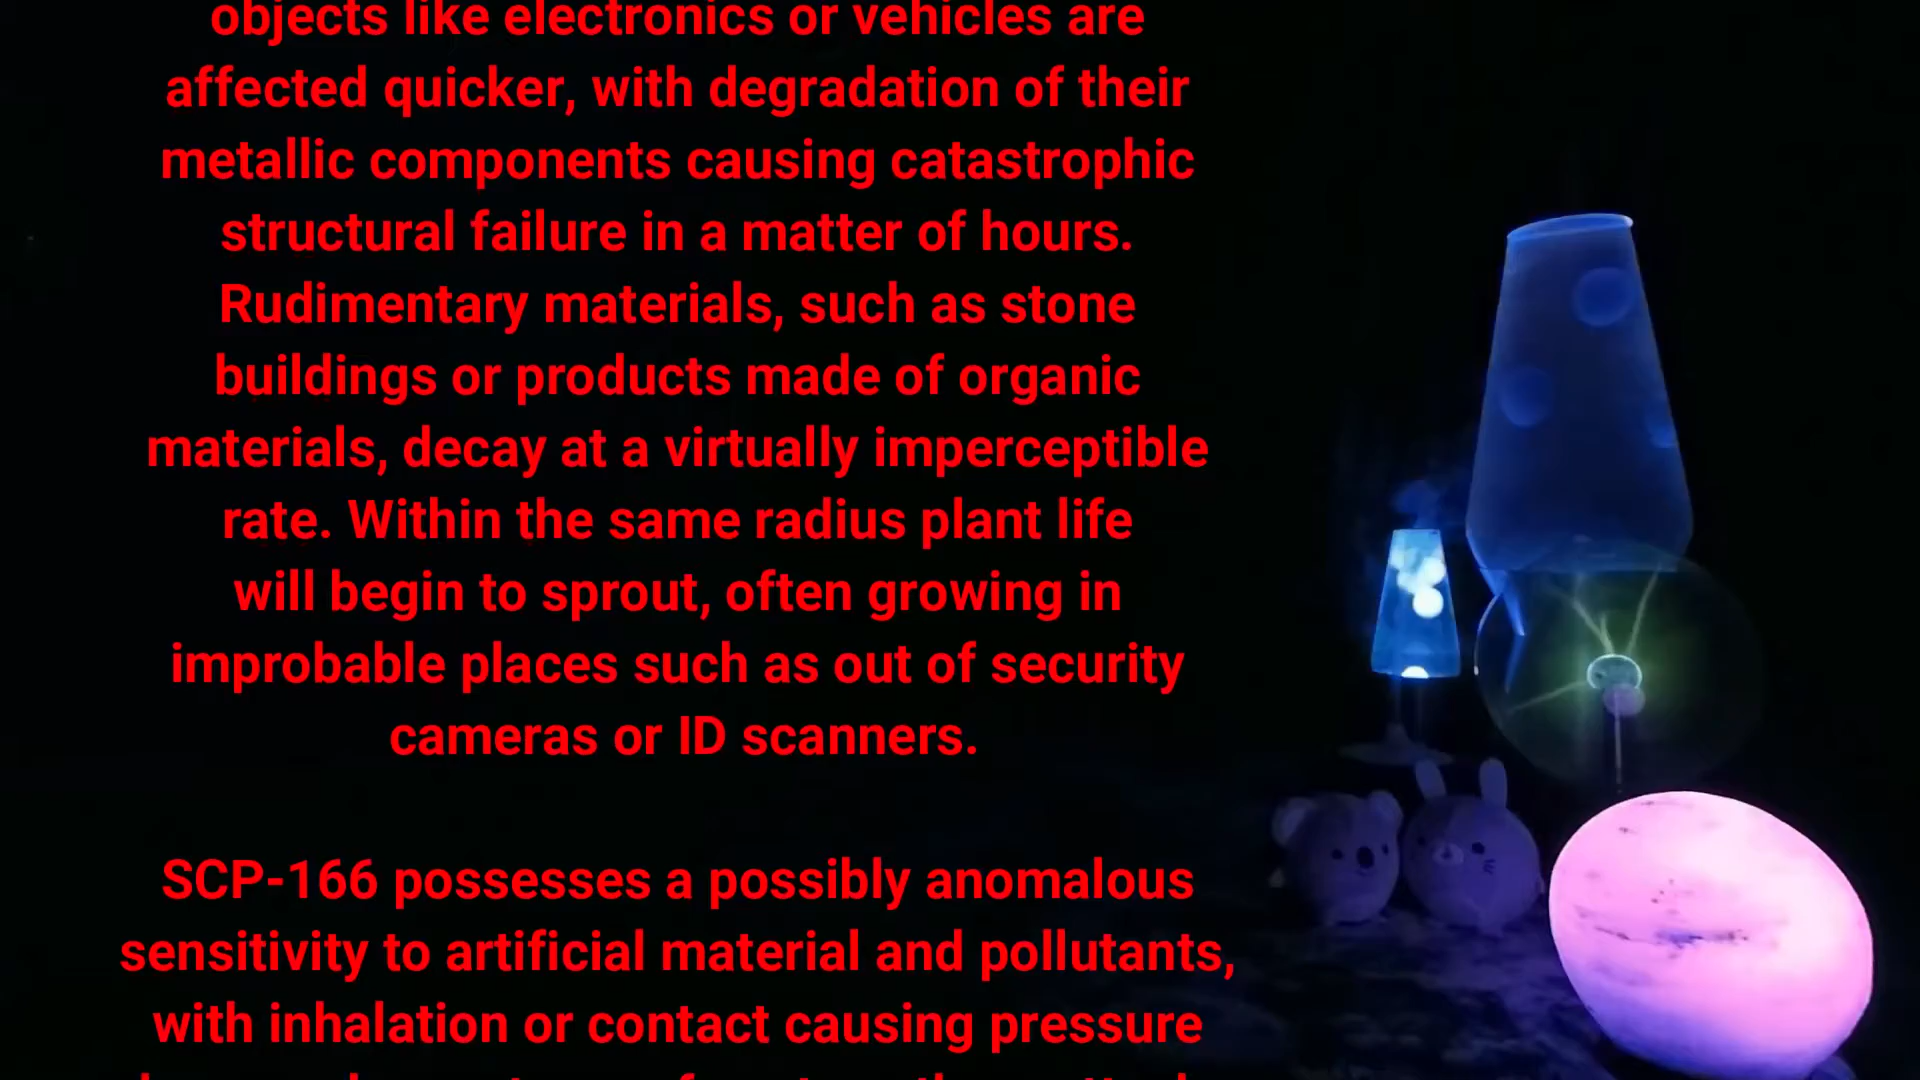 objects like electronics or vehicles are
affected quicker, with degradation of their
metallic components causing catastrophic
structural failure in a matter of hours.
Rudimentary materials, such as stone
buildings or products made of organic
materials, decay at a virtually imperceptible
rate. Within the same radius plant life
will begin to sprout, often growing in
improbable places such as out of security
cameras or ID scanners.
SCP-166 possesses a possibly anomalous
sensitivity to artificial material and pollutants,
with inhalation or contact causing pressure